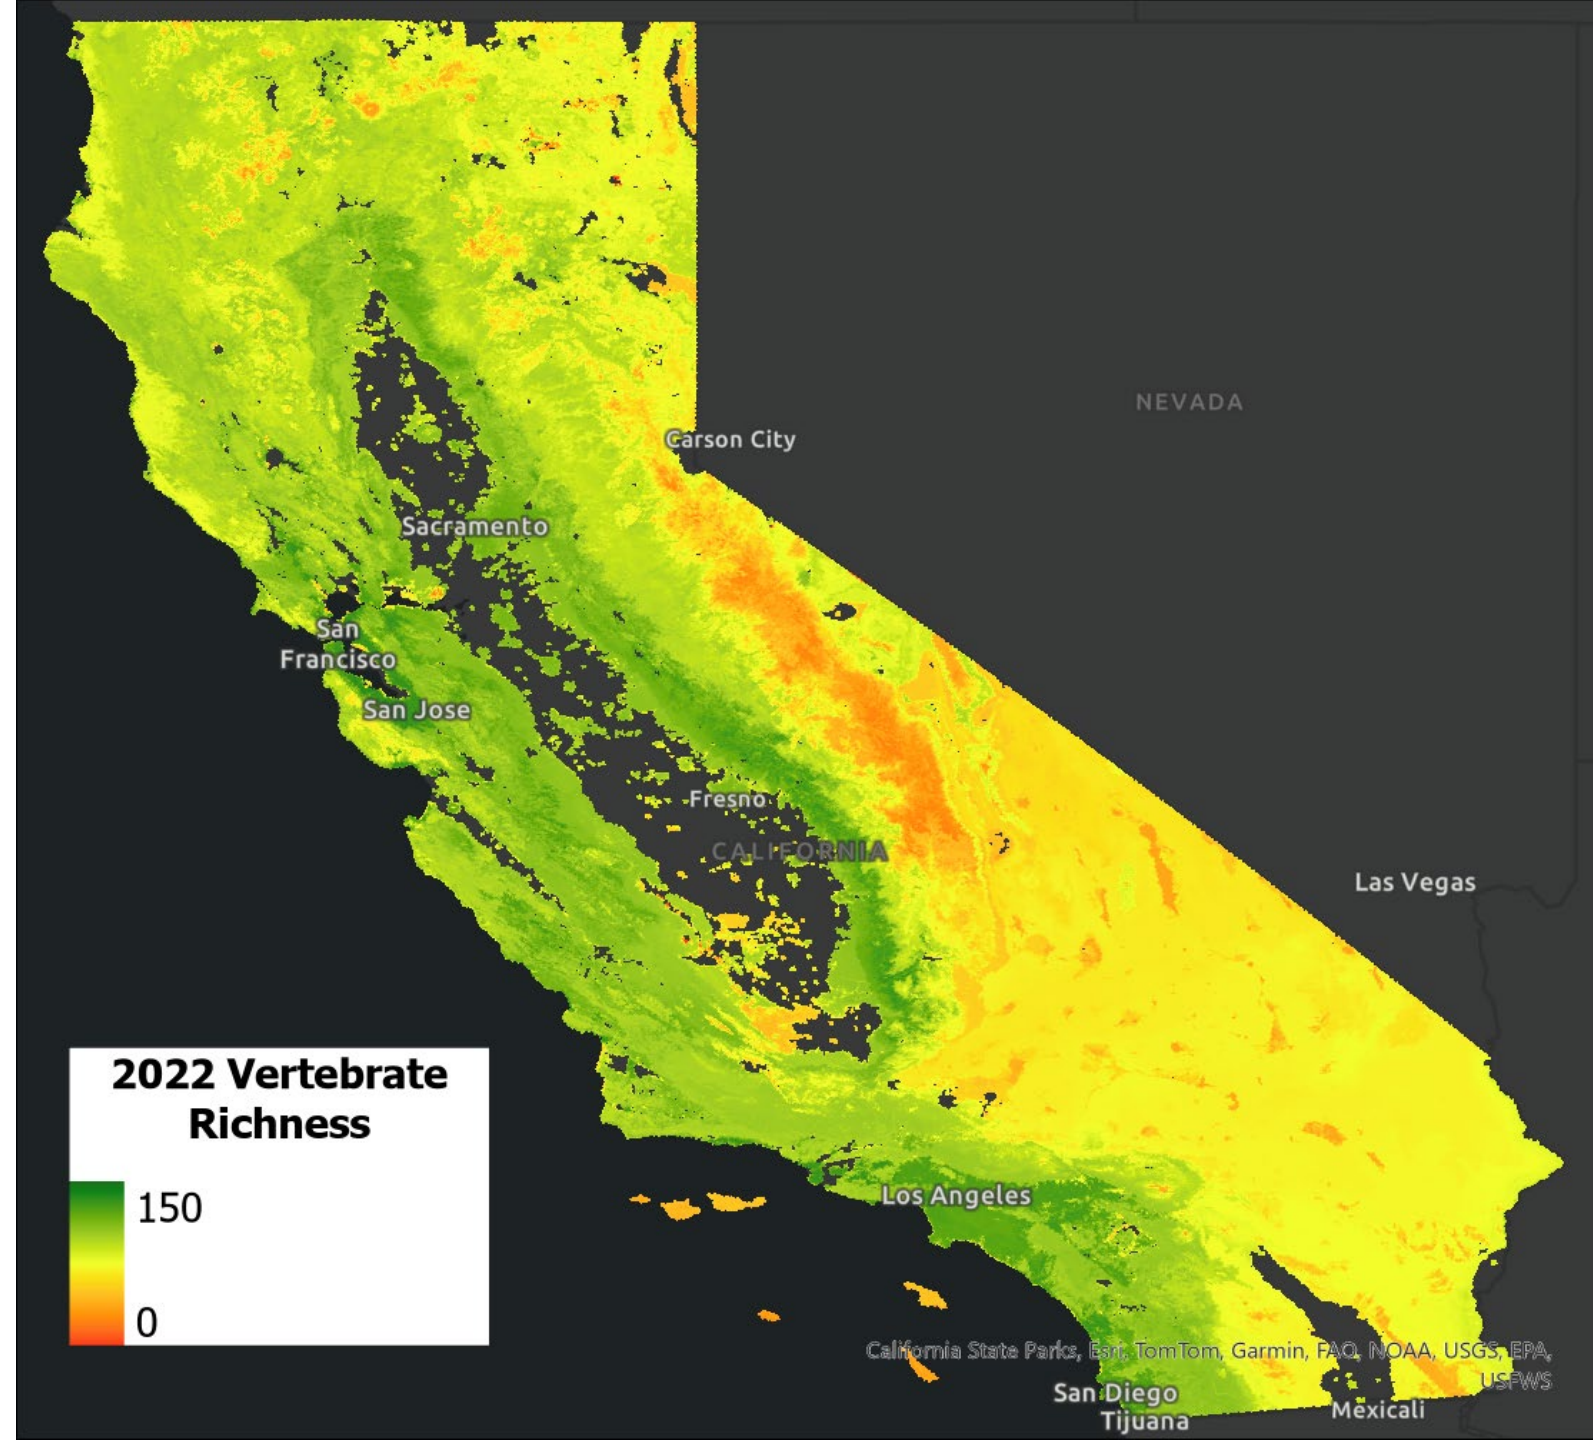 NEVADA
Carson City
Sacramento
San
Francisco
San Jose
Fresno
CALIFORNIA
Las Vegas
2022 Vertebrate
Richness
150
0
Los Angeles
California State Parks, Esri, TomTom, Garmin, FAO, NOAA, USGS, EPA,
USFWS
San Diego
Tijuana
Mexicali